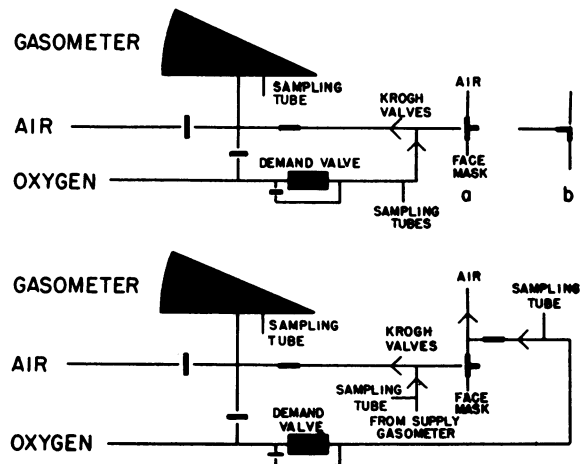 GASOMETER
SAMPLING
TUBE
KROGH
VALVES
AIR
AIR
DEMAND VALVE
FACE
MASK
OXYGEN
SAMPLING
TUBES
a
b
GASOMETER
AIR
SAMPLING
TUBE
SAMPLING
TUBE
KROGH
VALVES
AIR
SAMPLING
TUBE
FACE
MASK
DEMAND
VALVE
FROM SUPPLY
GASOMETER
OXYGEN